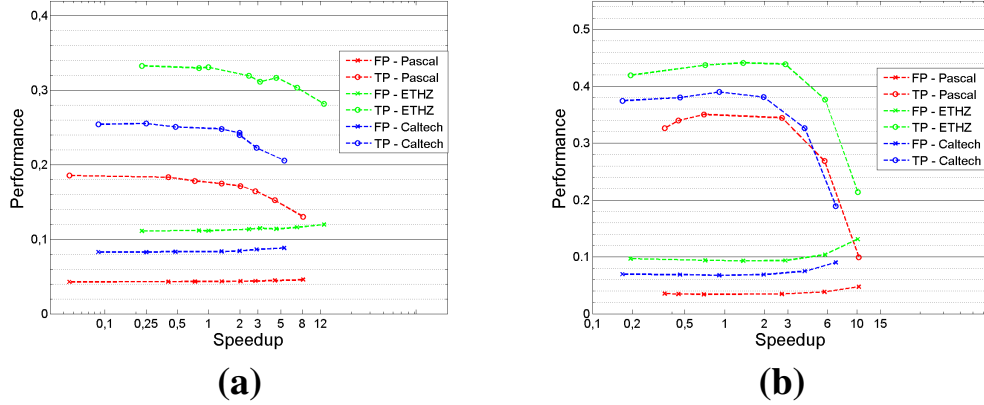 0,4
0,3
0,2
0,1
0
Performance
0,1 0,25 0,5 1 2 3 5 8 12
Speedup
FP - Pascal
TP - Pascal
FP - ETHZ
TP - ETHZ
FP - Caltech
TP - Caltech
(a)
0.5
0.4
0.3
0.2
0.1
0
Performance
0,1 0,2 0,5 1 2 3 6 10 15
Speedup
FP - Pascal
TP - Pascal
FP - ETHZ
TP - ETHZ
FP - Caltech
TP - Caltech
(b)